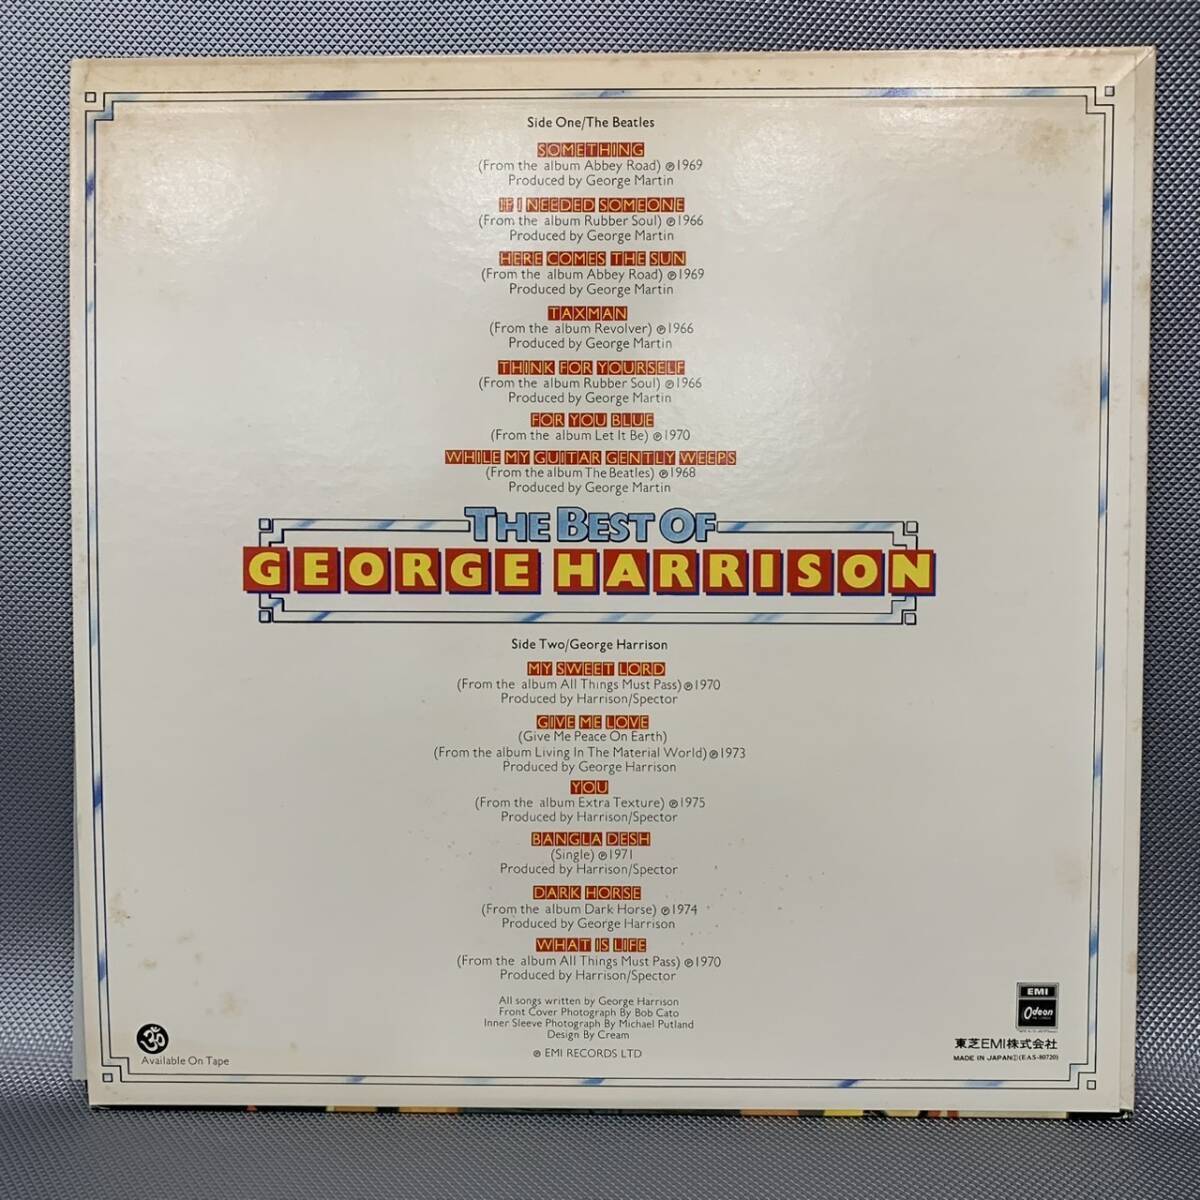 Side One/The Beatles
SOMETHING
(From the album Abbey Road) ℗1969
Produced by George Martin
IF I NEEDED SOMEONE
(From the album Rubber Soul) ℗1966
Produced by George Martin
HERE COMES THE SUN
(From the album Abbey Road) ℗1969
Produced by George Martin
TAXMAN
(From the album Revolver) ℗1966
Produced by George Martin
THINK FOR YOURSELF
(From the album Rubber Soul) ℗1966
Produced by George Martin
FOR YOU BLUE
(From the album Let It Be) ℗1970
WHILE MY GUITAR GENTLY WEEPS
(From the album The Beatles) ℗1968
Produced by George Martin
THE BEST OF
GEORGE HARRISON
Side Two/George Harrison
MY SWEET LORD
(From the album All Things Must Pass) ℗1970
Produced by Harrison/Spector
GIVE ME LOVE
(Give Me Peace On Earth)
(From the album Living In The Material World) ℗1973
Produced by George Harrison
YOU
(From the album Extra Texture) ℗1975
Produced by Harrison/Spector
BANGLA DESH
(Single) ℗1971
Produced by Harrison/Spector
DARK HORSE
(From the album Dark Horse) ℗1974
Produced by George Harrison
WHAT IS LIFE
(From the album All Things Must Pass) ℗1970
Produced by Harrison/Spector
All songs written by George Harrison
Front Cover Photograph By Bob Cato
Inner Sleeve Photograph By Michael Putland
Design By Cream
℗ EMI RECORDS LTD
ॐ
Available On Tape
EMI
Odeon
東芝EMI株式会社
MADE IN JAPAN Ⓘ(EAS-80720)